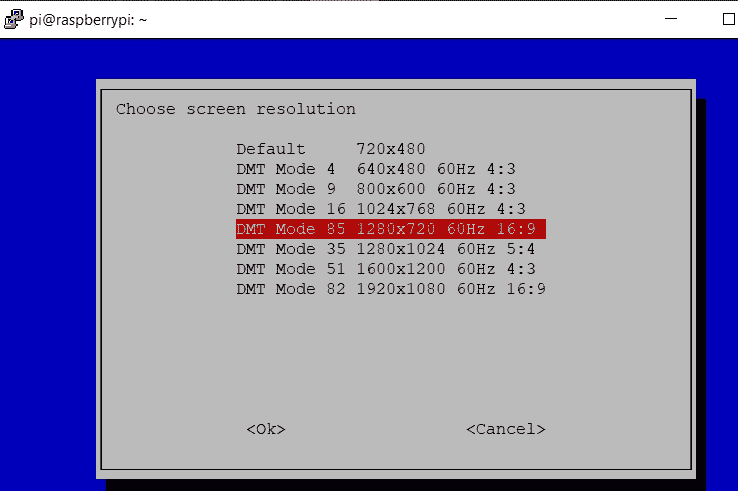 pi@raspberrypi: ~
Choose screen resolution
Default 720x480
DMT Mode 4 640x480 60Hz 4:3
DMT Mode 9 800x600 60Hz 4:3
DMT Mode 16 1024x768 60Hz 4:3
DMT Mode 85 1280x720 60Hz 16:9
DMT Mode 35 1280x1024 60Hz 5:4
DMT Mode 51 1600x1200 60Hz 4:3
DMT Mode 82 1920x1080 60Hz 16:9
<Ok> <Cancel>